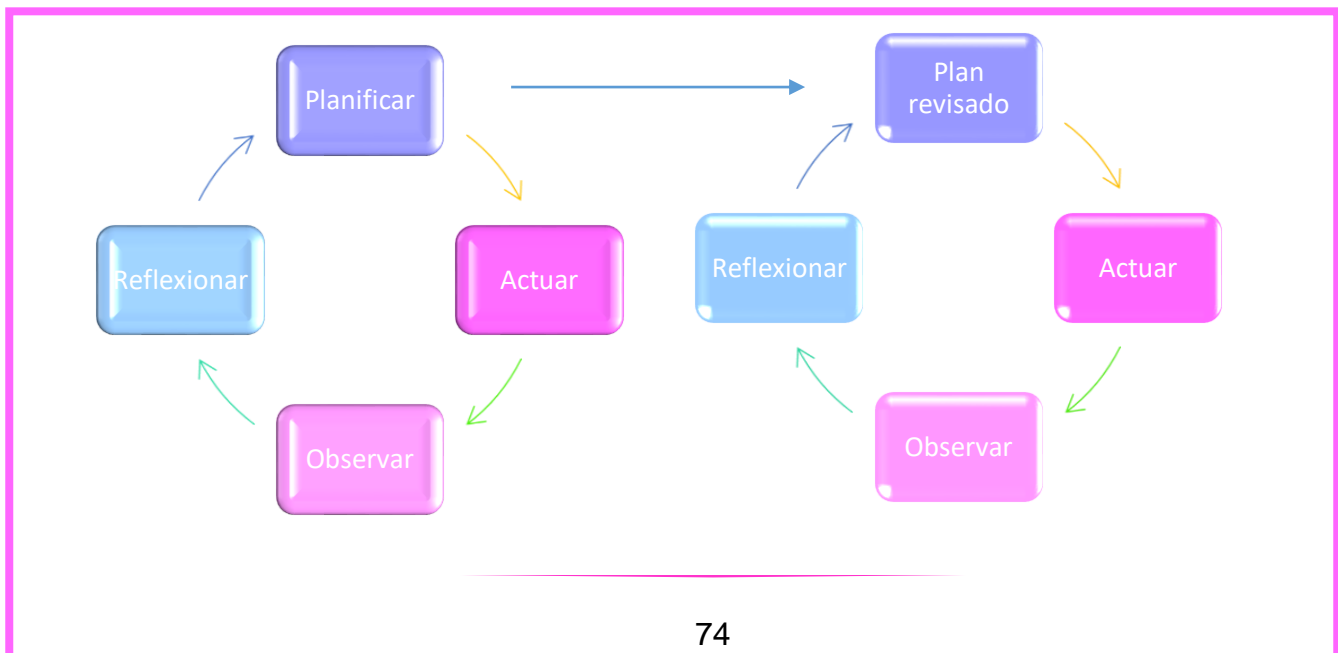 Planificar
Actuar
Observar
Reflexionar
Plan
revisado
Actuar
Observar
Reflexionar
74